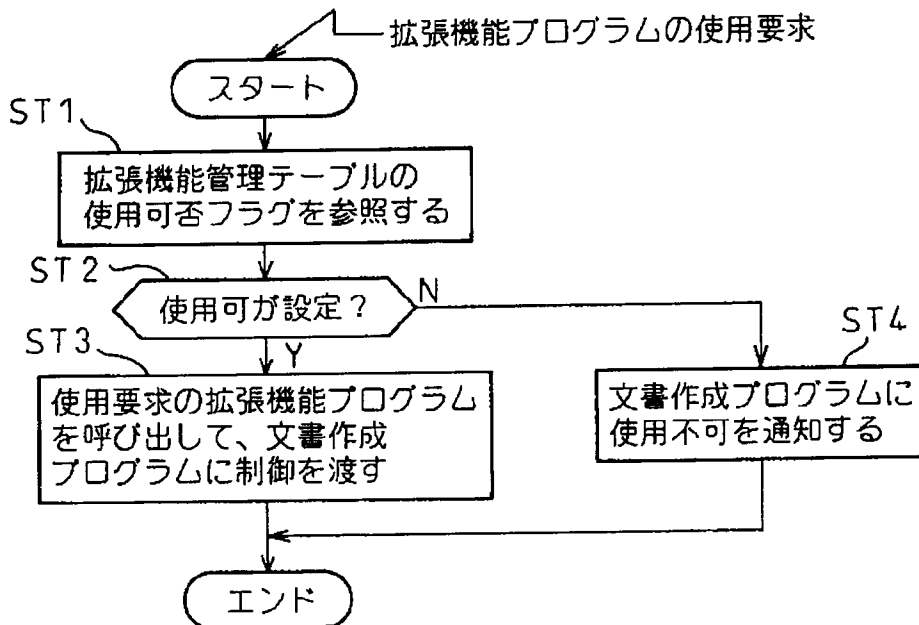 拡張機能プログラムの使用要求
スタート
ST1
拡張機能管理テーブルの
使用可否フラグを参照する
ST2
使用可が設定?
N
Y
ST3
使用要求の拡張機能プログラム
を呼び出して、文書作成
プログラムに制御を渡す
ST4
文書作成プログラムに
使用不可を通知する
エンド